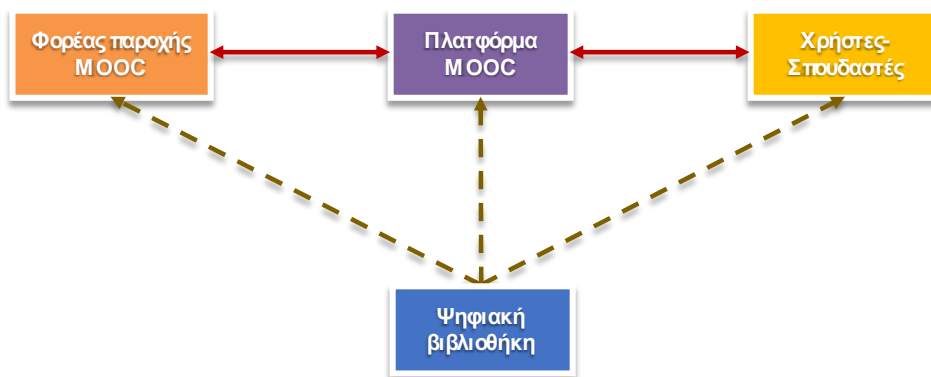 Φορέας παροχής
MOOC
Πλατφόρμα
MOOC
Χρήστες-
Σπουδαστές
Ψηφιακή
βιβλιοθήκη